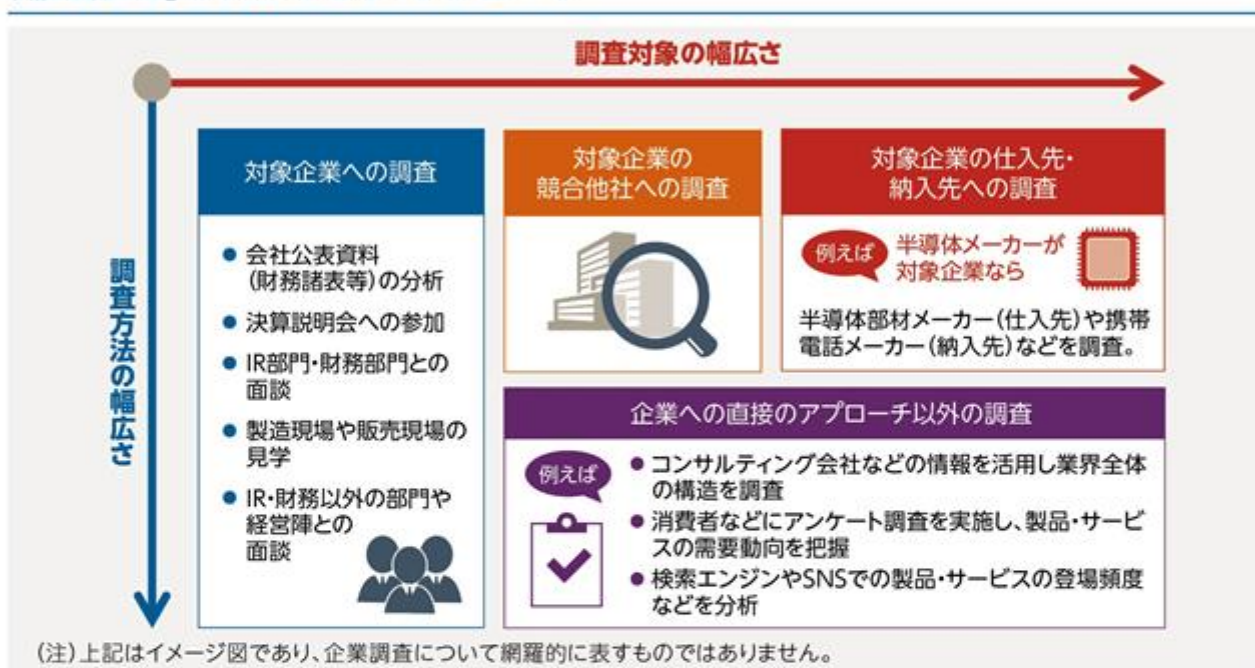 調査対象の幅広さ
調査方法の幅広さ
対象企業への調査
● 会社公表資料
（財務諸表等）の分析
● 決算説明会への参加
● IR部門・財務部門との
面談
● 製造現場や販売現場の
見学
● IR・財務以外の部門や
経営陣との
面談
対象企業の
競合他社への調査
対象企業の仕入先・
納入先への調査
例えば
半導体メーカーが
対象企業なら
半導体部材メーカー（仕入先）や携帯
電話メーカー（納入先）などを調査。
企業への直接のアプローチ以外の調査
例えば
● コンサルティング会社などの情報を活用し業界全体
の構造を調査
● 消費者などにアンケート調査を実施し、製品・サービ
スの需要動向を把握
● 検索エンジンやSNSでの製品・サービスの登場頻度
などを分析
（注）上記はイメージ図であり、企業調査について網羅的に表すものではありません。